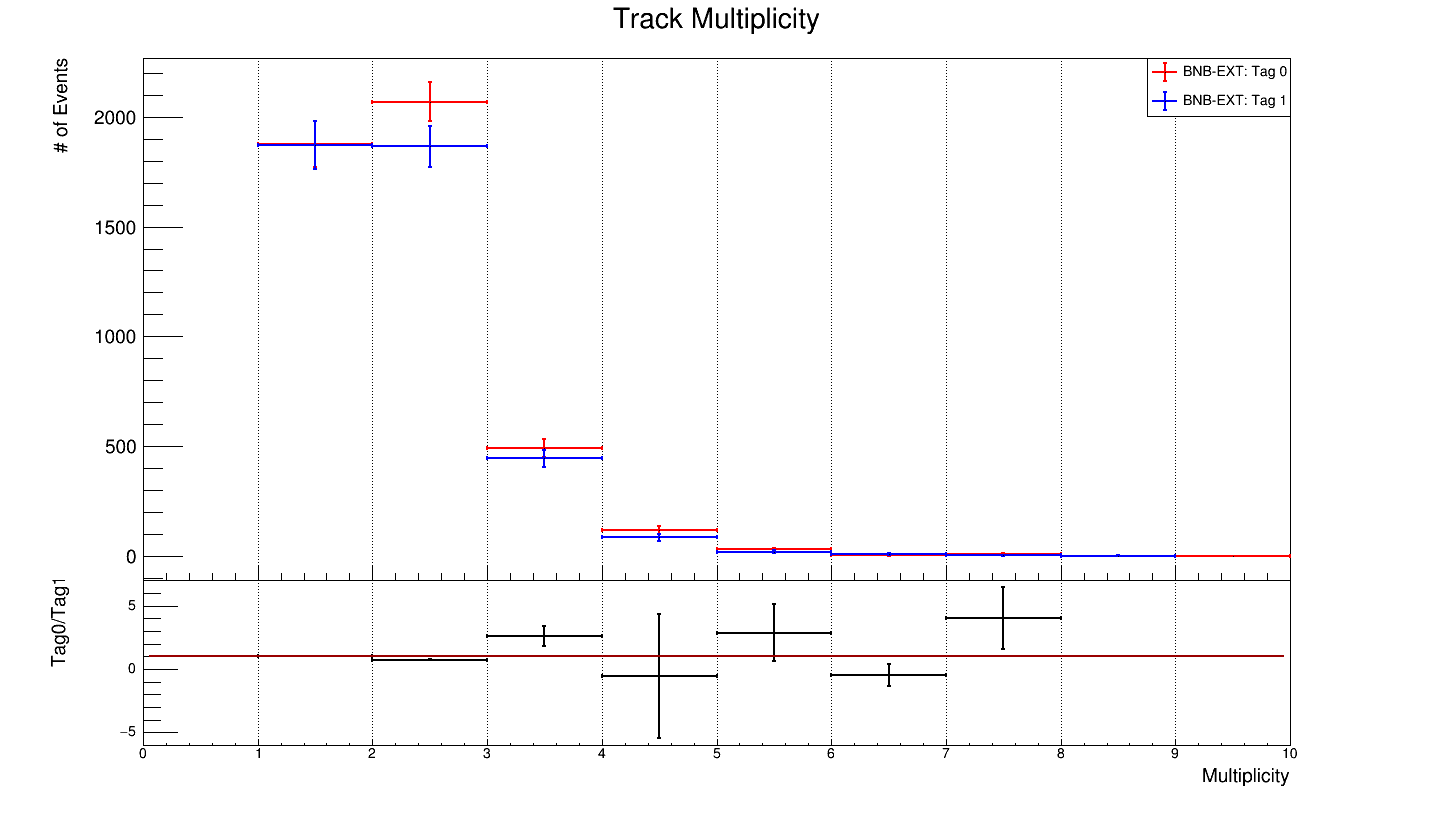 Track Multiplicity
# of Events
BNB-EXT: Tag 0
BNB-EXT: Tag 1
2000
1500
1000
500
0
Tag0/Tag1
5
0
−5
0 1 2 3 4 5 6 7 8 9 10
Multiplicity